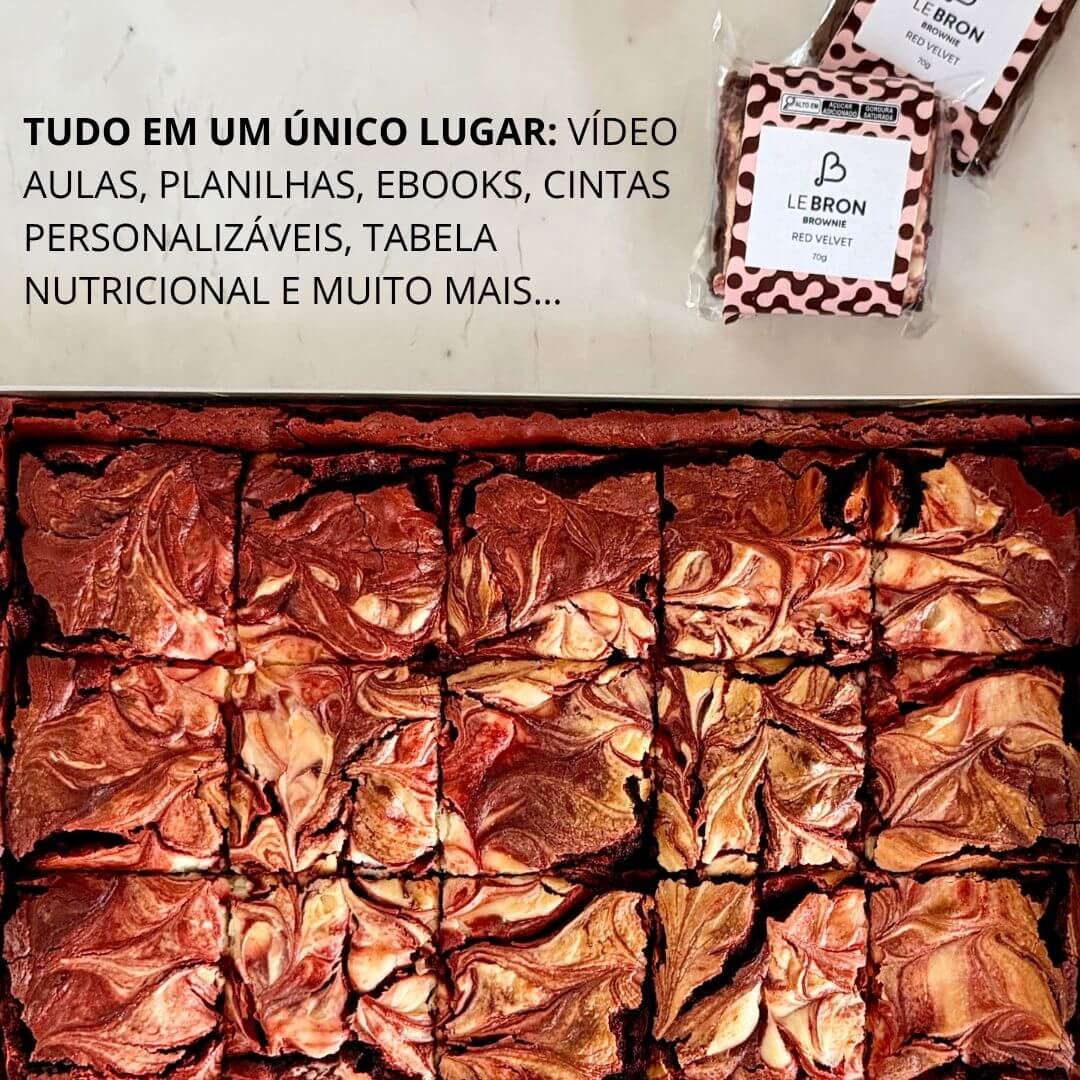 TUDO EM UM ÚNICO LUGAR: VÍDEO
AULAS, PLANILHAS, EBOOKS, CINTAS
PERSONALIZÁVEIS, TABELA
NUTRICIONAL E MUITO MAIS...
LE BRON
BROWNIE
RED VELVET
70g
ALTO EM AÇÚCAR ADICIONADO GORDURA SATURADA
LE BRON
BROWNIE
RED VELVET
70g